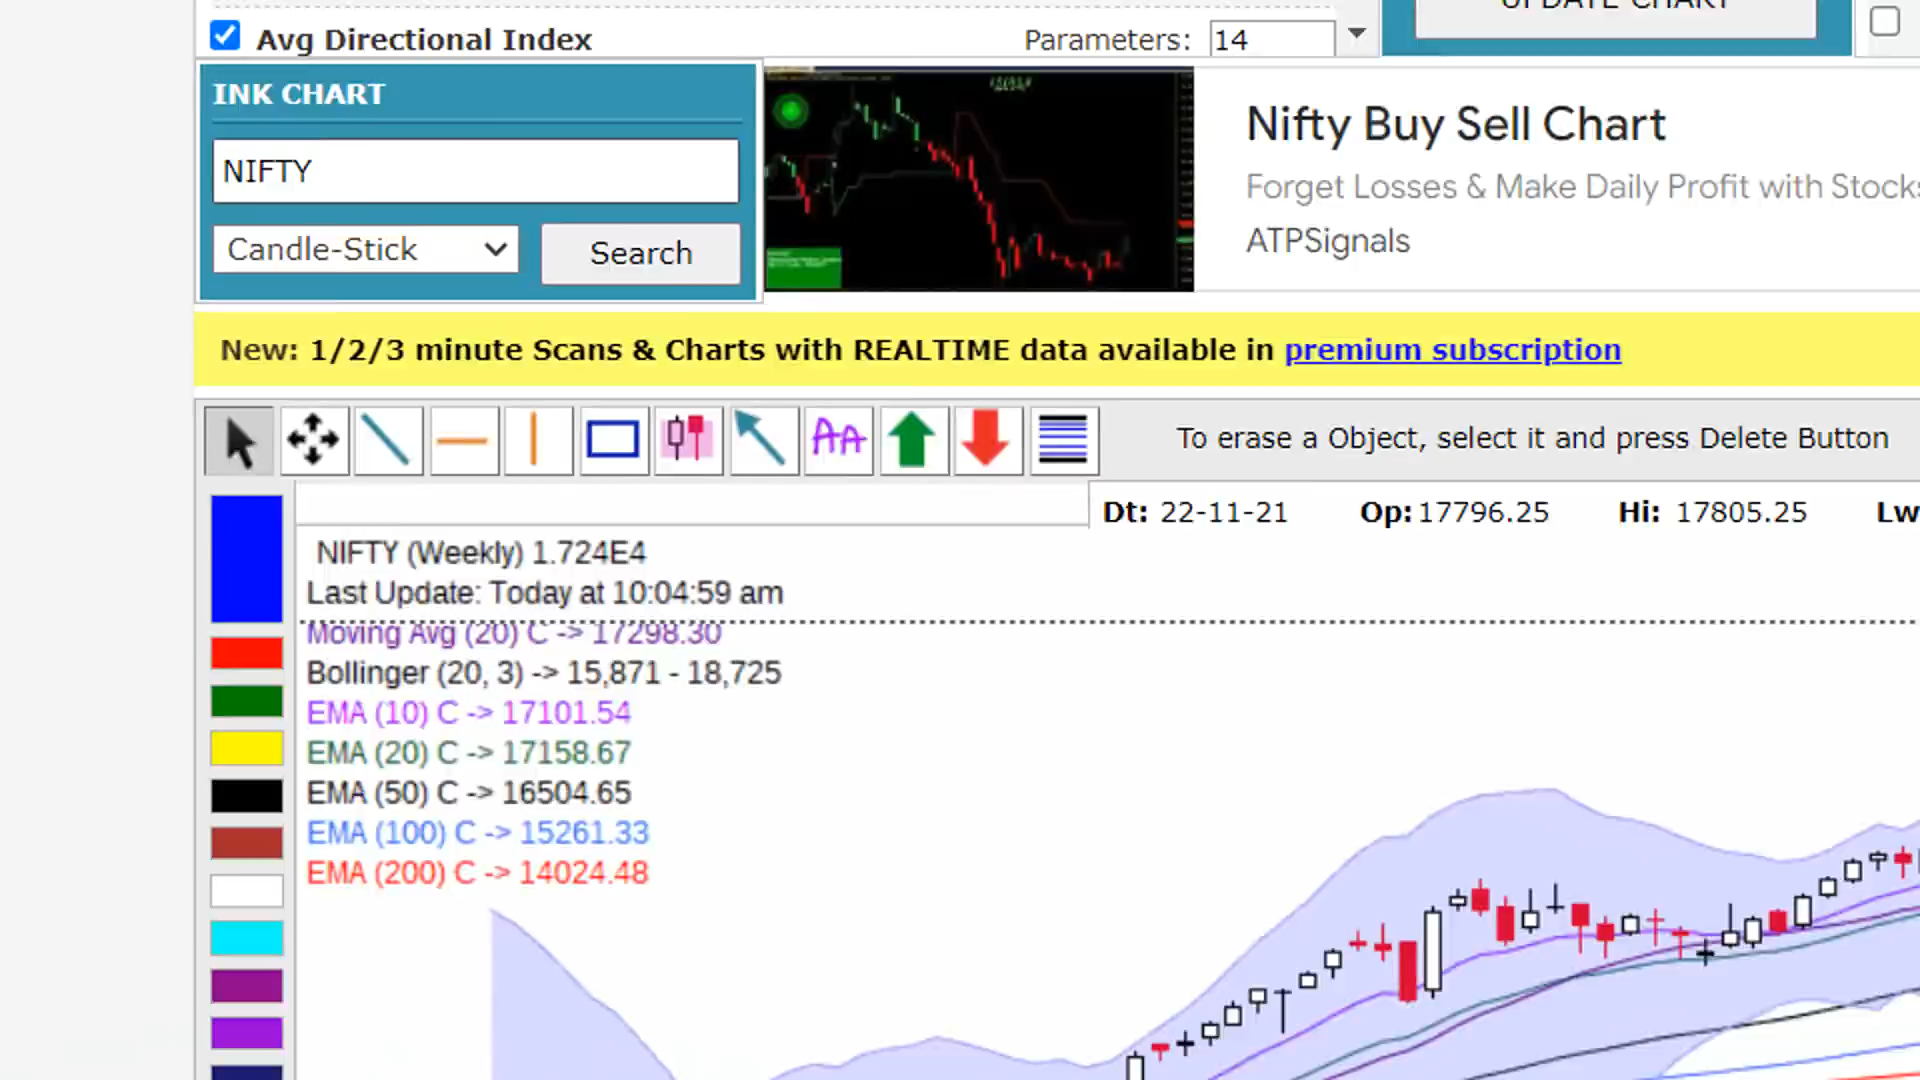 UPDATE CHART
Avg Directional Index Parameters: 14
INK CHART
NIFTY
Candle-Stick Search
Nifty Buy Sell Chart
Forget Losses & Make Daily Profit with Stocks
ATPSignals
New: 1/2/3 minute Scans & Charts with REALTIME data available in premium subscription
AA
To erase a Object, select it and press Delete Button
Dt: 22-11-21 Op: 17796.25 Hi: 17805.25 Lw
NIFTY (Weekly) 1.724E4
Last Update: Today at 10:04:59 am
Moving Avg (20) C -> 17298.30
Bollinger (20, 3) -> 15,871 - 18,725
EMA (10) C -> 17101.54
EMA (20) C -> 17158.67
EMA (50) C -> 16504.65
EMA (100) C -> 15261.33
EMA (200) C -> 14024.48